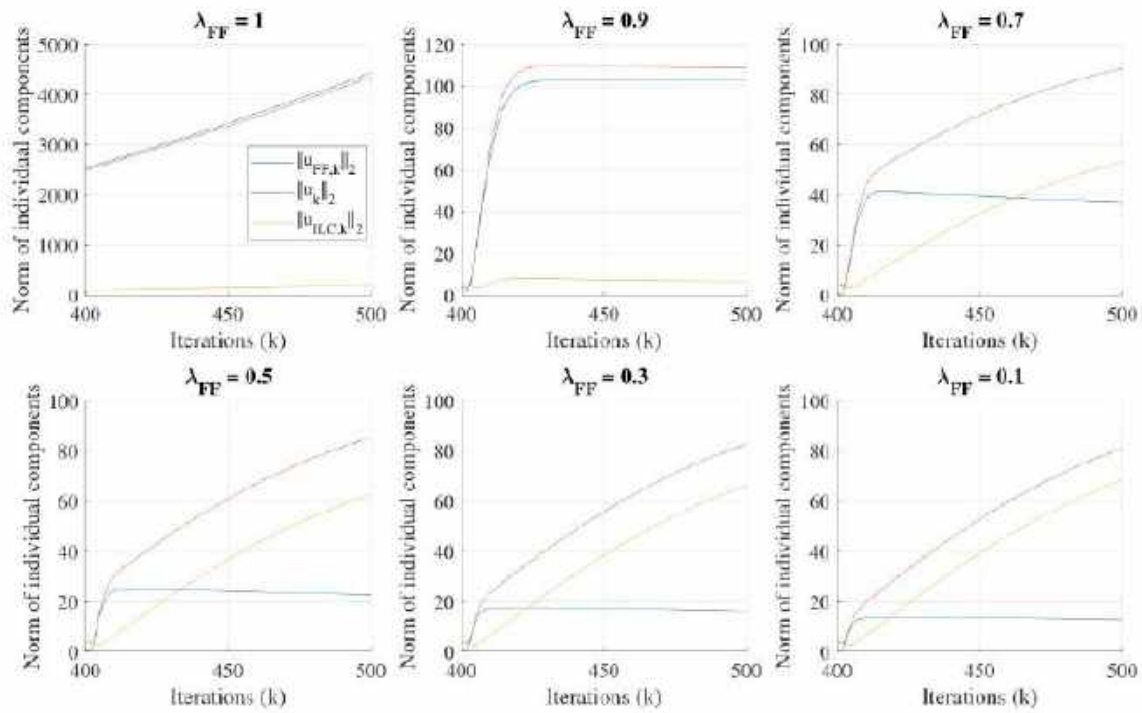 λFF = 1
λFF = 0.9
λFF = 0.7
Norm of individual components
5000
4000
3000
2000
1000
0
‖uFF,k‖2
‖uk‖2
‖uILC,k‖2
400
450
500
Iterations (k)
Norm of individual components
120
100
80
60
40
20
0
400
450
500
Iterations (k)
Norm of individual components
100
80
60
40
20
0
400
450
500
Iterations (k)
λFF = 0.5
λFF = 0.3
λFF = 0.1
Norm of individual components
100
80
60
40
20
0
400
450
500
Iterations (k)
Norm of individual components
100
80
60
40
20
0
400
450
500
Iterations (k)
Norm of individual components
100
80
60
40
20
0
400
450
500
Iterations (k)